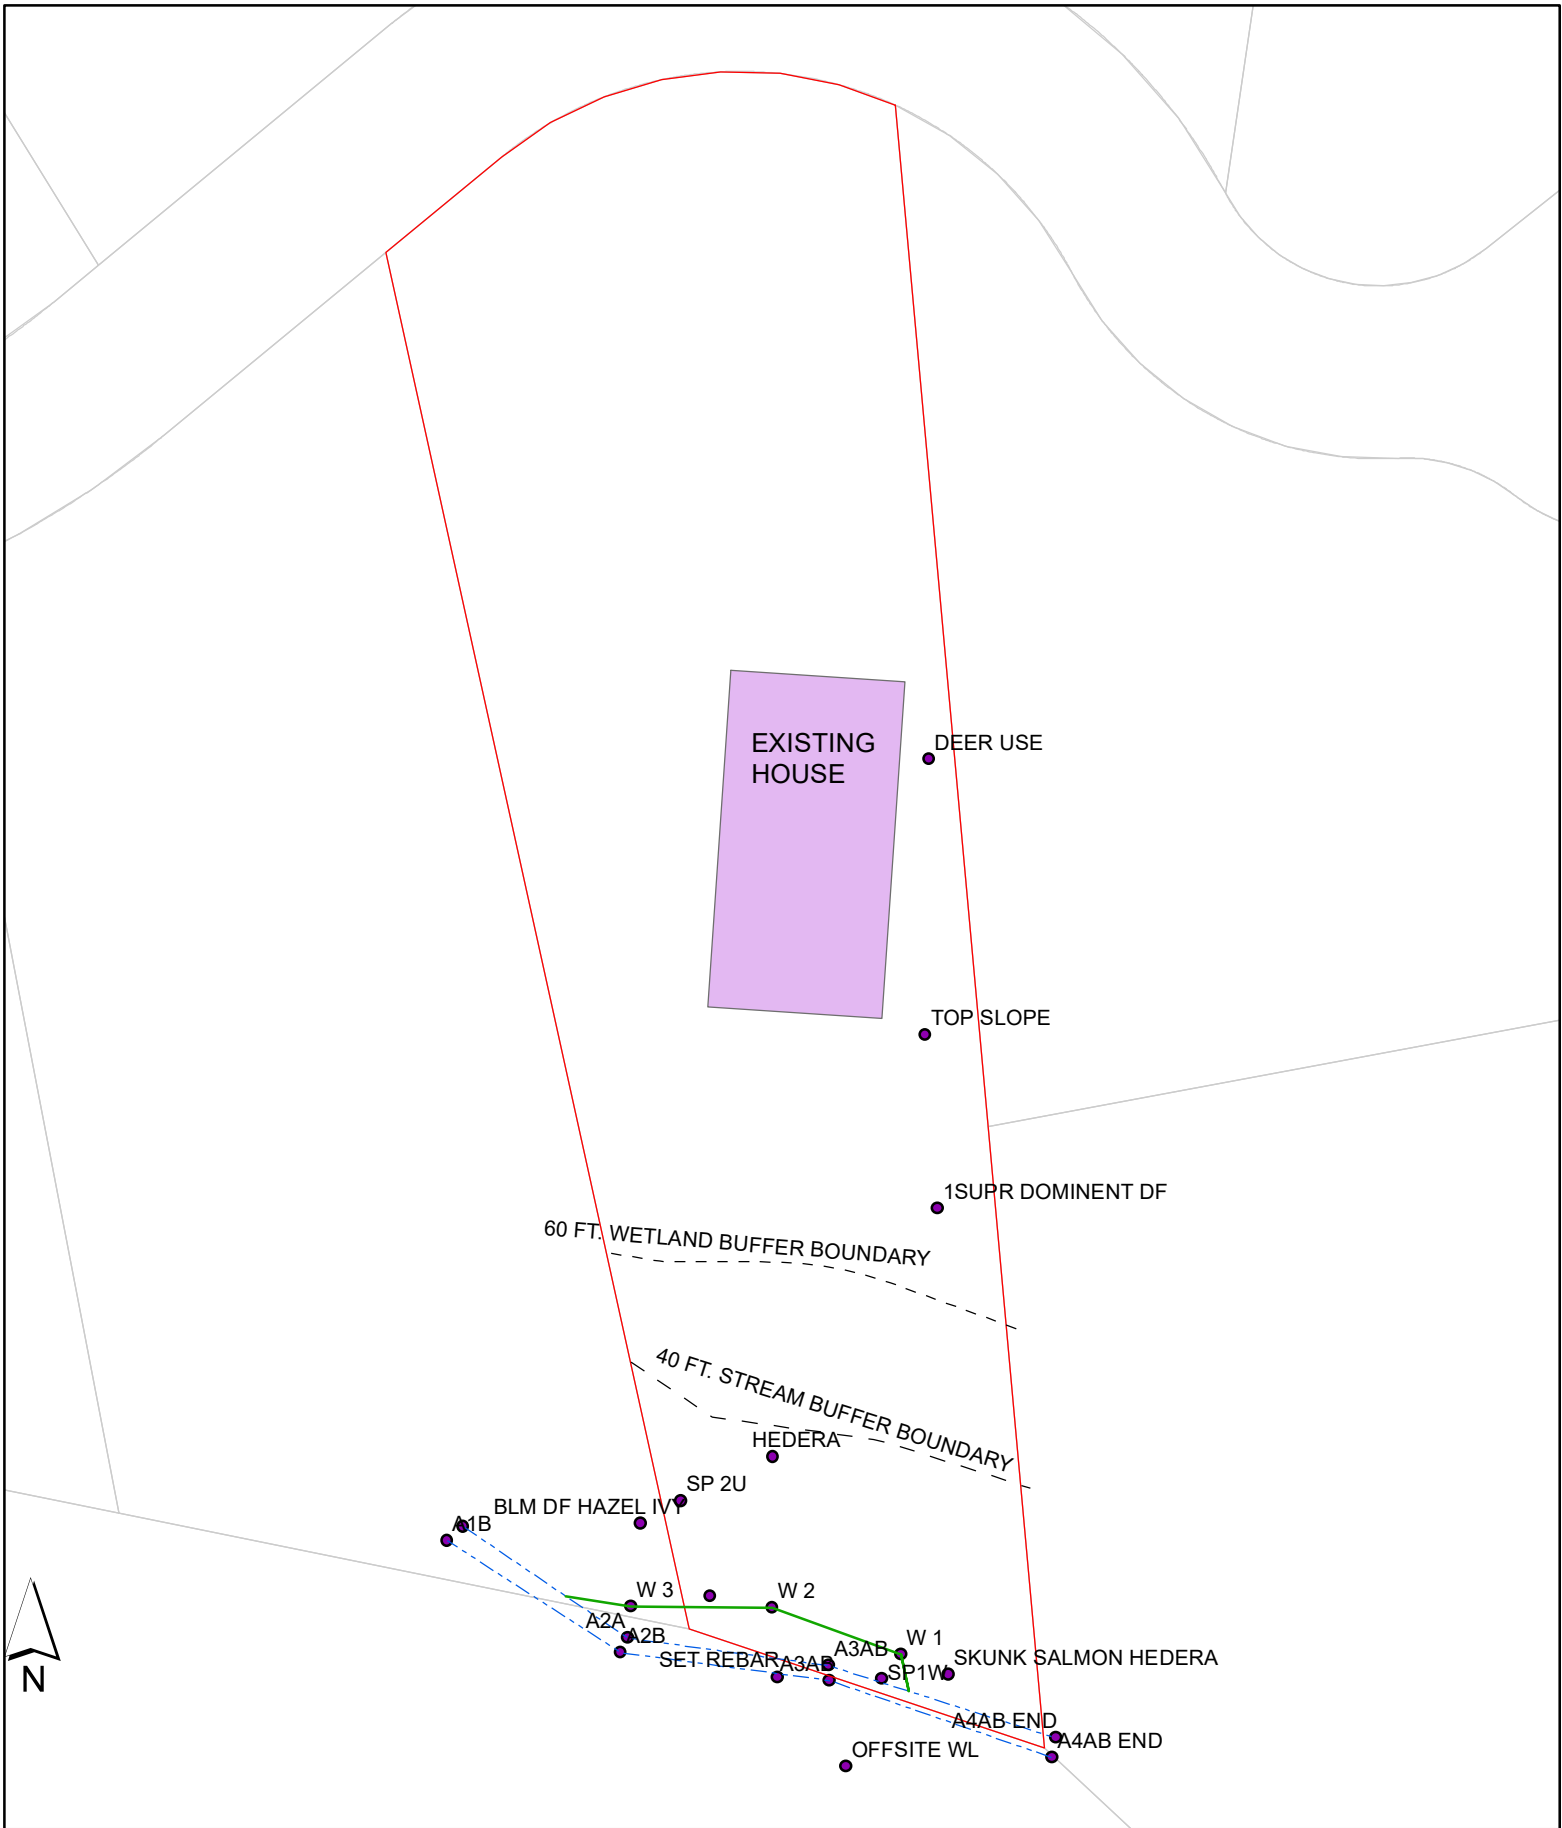 EXISTING
HOUSE
DEER USE
TOP SLOPE
1SUPR DOMINENT DF
60 FT. WETLAND BUFFER BOUNDARY
40 FT. STREAM BUFFER BOUNDARY
HEDERA
SP 2U
BLM DF HAZEL IVY
A1B
W 3
W 2
A2A
A2B
W 1
A3AB
SET REBAR
A3AB
SKUNK SALMON HEDERA
SP1W
N
A4AB END
A4AB END
OFFSITE WL